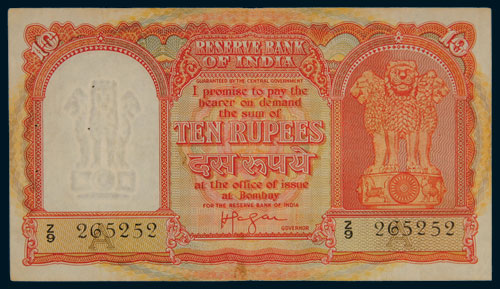 10
10
RESERVE BANK
OF INDIA
GUARANTEED BY THE CENTRAL GOVERNMENT
I promise to pay the
bearer on demand
the sum of
TEN RUPEES
दस रूपये
at the office of issue
at Bombay
FOR THE RESERVE BANK OF INDIA
GOVERNOR
Z/9 265252
Z/9 265252
A
A